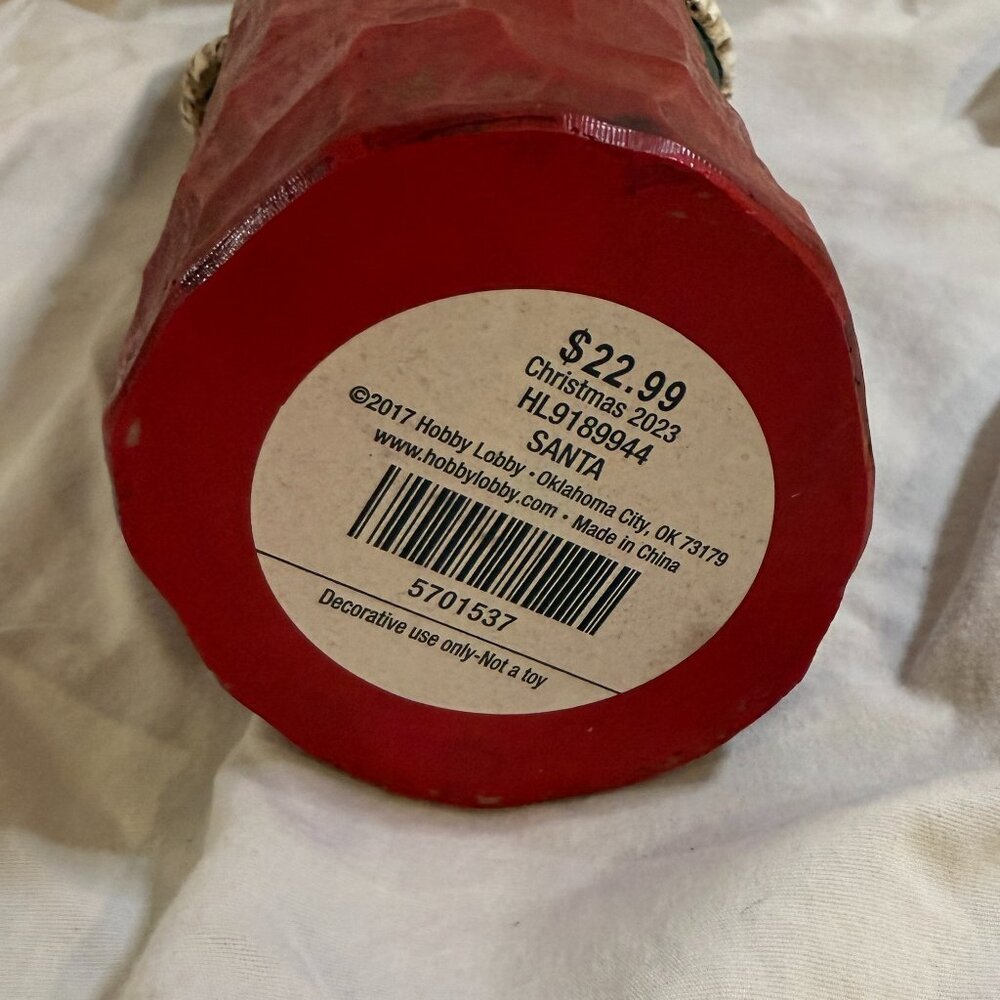 $22.99
Christmas 2023
HL9189944
SANTA
©2017 Hobby Lobby • Oklahoma City, OK 73179
www.hobbylobby.com • Made in China
5701537
Decorative use only-Not a toy